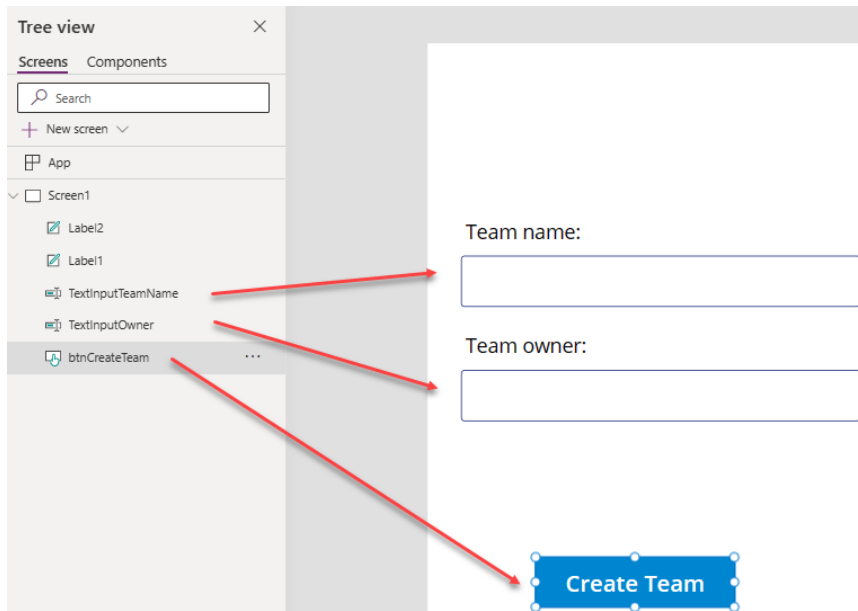 Tree view
Screens Components
Search
New screen
App
Screen1
Label2
Label1
TextInputTeamName
TextInputOwner
btnCreateTeam
Team name:
Team owner:
Create Team